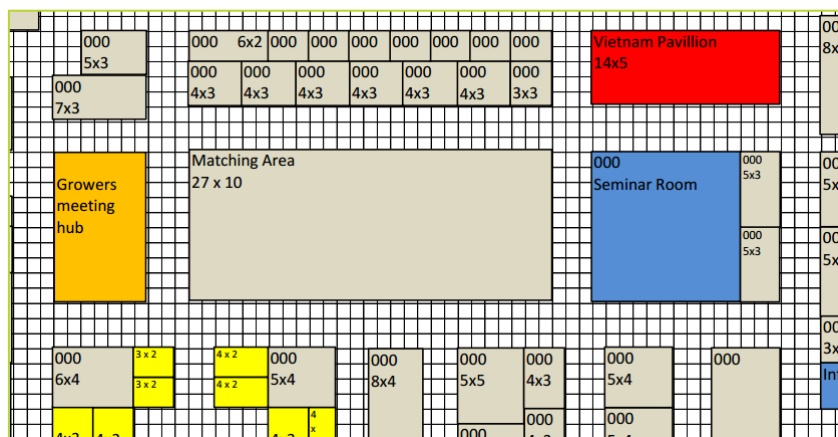 000
5x3
000
7x3
000 6x2 000 000 000 000 000 000 000
000 000 000 000 000 000 000
4x3 4x3 4x3 4x3 4x3 4x3 3x3
Vietnam Pavillion
14x5
Growers
meeting
hub
Matching Area
27 x 10
000
Seminar Room
000
5x3
000
5x3
000
6x4
3 x 2
3 x 2
4 x 2
4 x 2
000
5x4
4
x
000
8x4
000
5x5
000
4x3
000
000
000
5x4
000
000